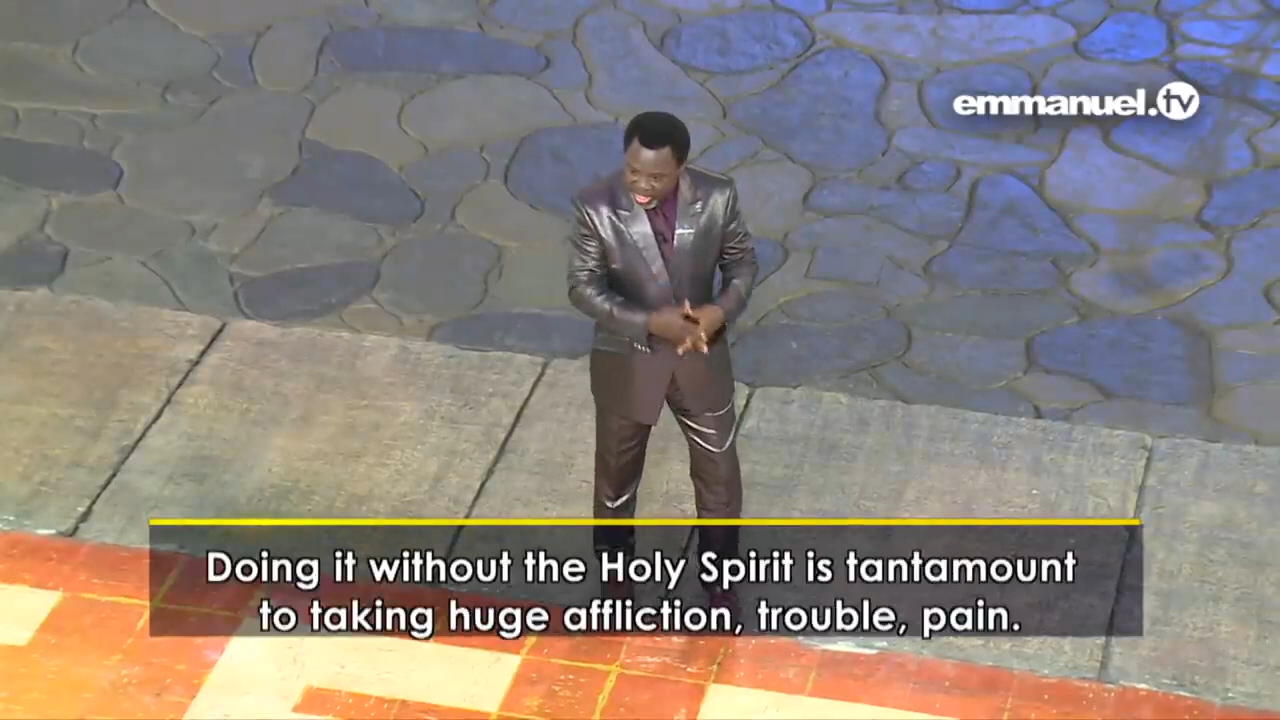 emmanuel.tv
Doing it without the Holy Spirit is tantamount
to taking huge affliction, trouble, pain.